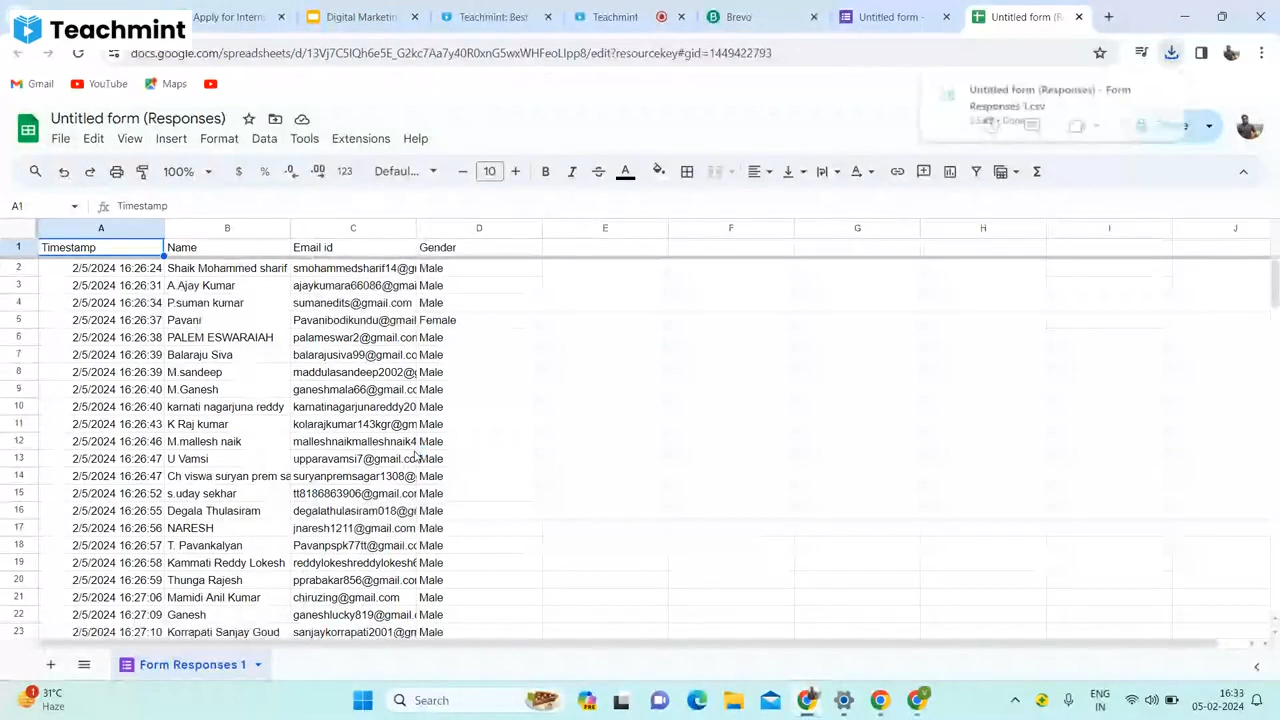 Teachmint
Apply for Intern
Digital Marketin
Teachmint: Best
Teachmint
Brevo
Untitled form (R
docs.google.com/spreadsheets/d/
Gmail YouTube Maps
Untitled form (Responses) - Form
Responses 1.csv
Untitled form (Responses)
File Edit View Insert Format Data Tools Extensions Help
100% $ % .0 .00 123 Defaul... 10 B I A
A1 fx Timestamp
A B C D E F G H I J
1 Timestamp Name Email id Gender
2 2/5/2024 16:26:24 Shaik Mohammed sharif smohammedsharif14@g Male
3 2/5/2024 16:26:31 A.Ajay Kumar ajaykumara66086@gmai Male
4 2/5/2024 16:26:34 P.suman kumar sumanedits@gmail.com Male
5 2/5/2024 16:26:37 Pavani Pavanibodikundu@gmail Female
6 2/5/2024 16:26:38 PALEM ESWARAIAH palameswar2@gmail.co Male
7 2/5/2024 16:26:39 Balaraju Siva balarajusiva99@gmail.co Male
8 2/5/2024 16:26:39 M.sandeep maddulasandeep2002@g Male
9 2/5/2024 16:26:40 M.Ganesh ganeshmala66@gmail.co Male
10 2/5/2024 16:26:40 karnati nagarjuna reddy karnatinagarjunareddy20 Male
11 2/5/2024 16:26:43 K Raj kumar kolarajkumar143kgr@gm Male
12 2/5/2024 16:26:46 M.mallesh naik malleshnaikmalleshnaik4 Male
13 2/5/2024 16:26:47 U Vamsi upparavamsi7@gmail.co Male
14 2/5/2024 16:26:47 Ch viswa suryan prem sa suryanpremsagar1308@ Male
15 2/5/2024 16:26:52 s.uday sekhar tt8186863906@gmail.co Male
16 2/5/2024 16:26:55 Degala Thulasiram degalathulasiram018@g Male
17 2/5/2024 16:26:56 NARESH jnaresh1211@gmail.com Male
18 2/5/2024 16:26:57 T. Pavankalyan Pavanpspk77tt@gmail.co Male
19 2/5/2024 16:26:58 Kammati Reddy Lokesh reddylokeshreddylokesh6 Male
20 2/5/2024 16:26:59 Thunga Rajesh pprabakar856@gmail.co Male
21 2/5/2024 16:27:06 Mamidi Anil Kumar chiruzing@gmail.com Male
22 2/5/2024 16:27:09 Ganesh ganeshlucky819@gmail. Male
23 2/5/2024 16:27:10 Korrapati Sanjay Goud sanjaykorrapati2001@g Male
Form Responses 1
1 31°C
Haze
Search
ENG
IN
16:33
05-02-2024